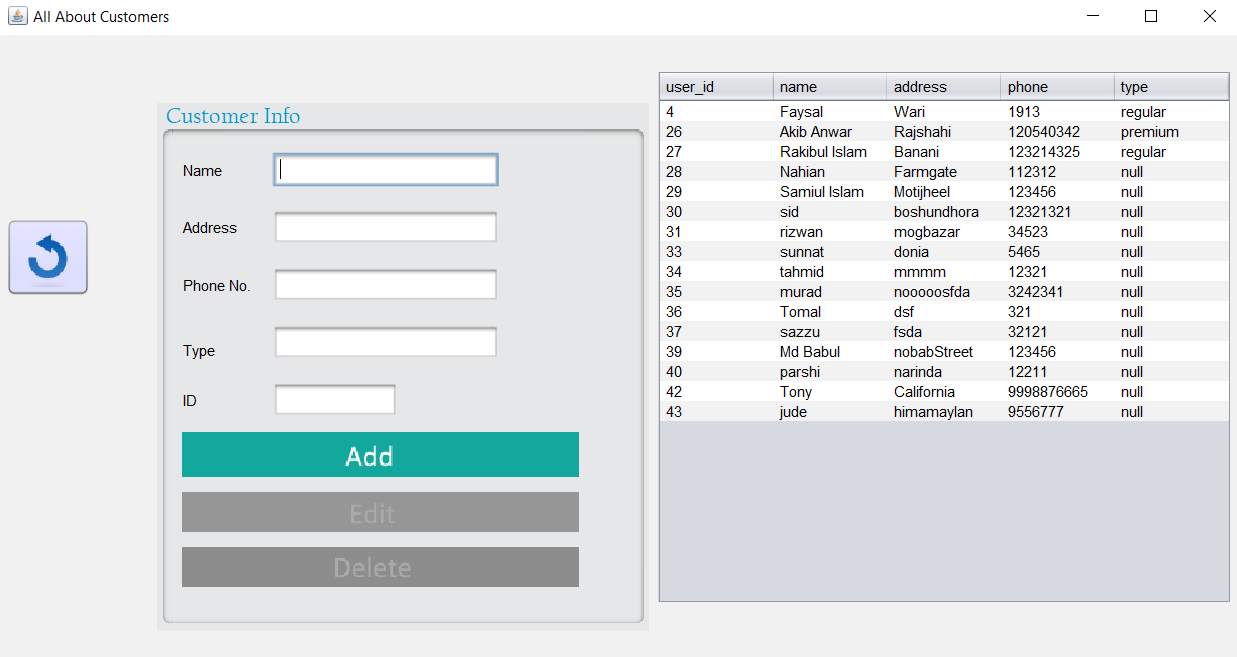 All About Customers
Customer Info
Name
Address
Phone No.
Type
ID
Add
Edit
Delete
user_id name address phone type
4 Faysal Wari 1913 regular
26 Akib Anwar Rajshahi 120540342 premium
27 Rakibul Islam Banani 123214325 regular
28 Nahian Farmgate 112312 null
29 Samiul Islam Motijheel 123456 null
30 sid boshundhora 12321321 null
31 rizwan mogbazar 34523 null
33 sunnat donia 5465 null
34 tahmid mmmm 12321 null
35 murad nooooosfda 3242341 null
36 Tomal dsf 321 null
37 sazzu fsda 32121 null
39 Md Babul nobabStreet 123456 null
40 parshi narinda 12211 null
42 Tony California 9998876665 null
43 jude himamaylan 9556777 null